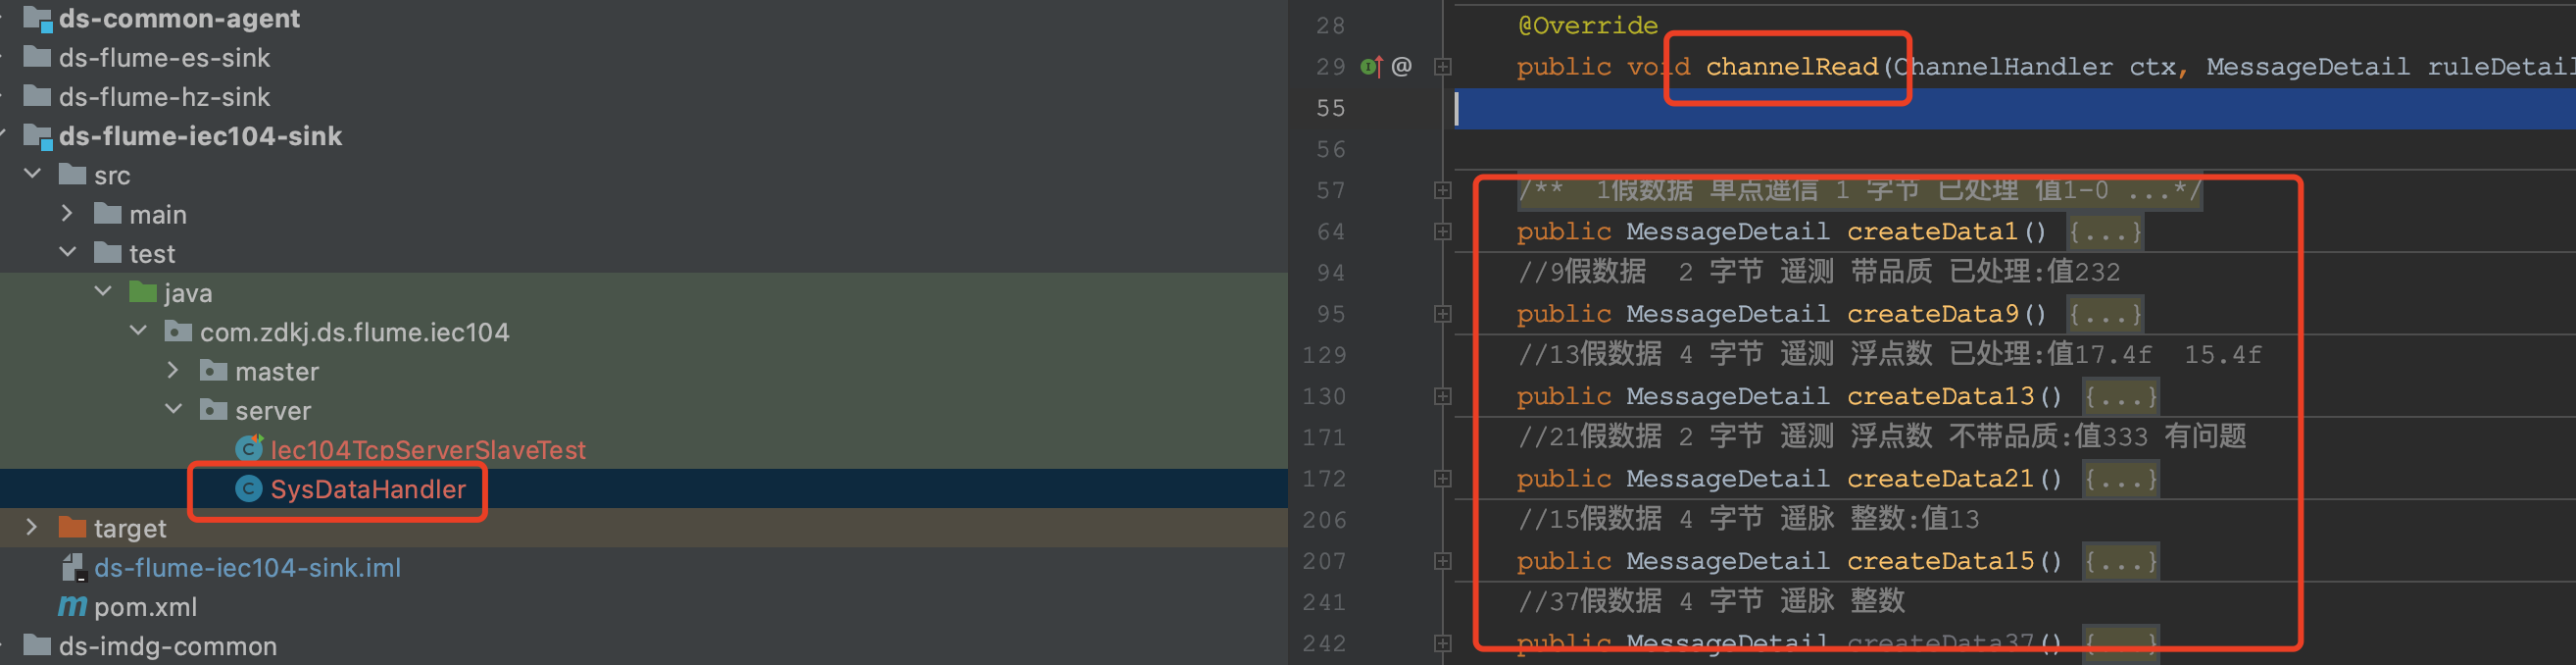 ds-common-agent
ds-flume-es-sink
ds-flume-hz-sink
ds-flume-iec104-sink
src
main
test
java
com.zdkj.ds.flume.iec104
master
server
Iec104TcpServerSlaveTest
SysDataHandler
target
ds-flume-iec104-sink.iml
pom.xml
ds-imdg-common
28 @Override
29 public void channelRead(ChannelHandler ctx, MessageDetail ruleDetail
55
56
57 /** 1假数据 单点遥信 1 字节 已处理 值1-0 ...*/
64 public MessageDetail createData1() {...}
94 //9假数据 2 字节 遥测 带品质 已处理:值232
95 public MessageDetail createData9() {...}
129 //13假数据 4 字节 遥测 浮点数 已处理:值17.4f 15.4f
130 public MessageDetail createData13() {...}
171 //21假数据 2 字节 遥测 浮点数 不带品质:值333 有问题
172 public MessageDetail createData21() {...}
206 //15假数据 4 字节 遥脉 整数:值13
207 public MessageDetail createData15() {...}
241 //37假数据 4 字节 遥脉 整数
242 public MessageDetail createData37() {...}